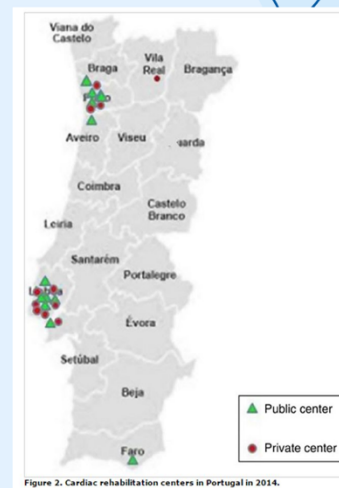 Viana do
Castelo
Braga
Vila
Real
Bragança
Aveiro
Viseu
Coimbra
Castelo
Branco
Leiria
Santarém
Portalegre
Évora
Setúbal
Beja
Faro
Public center
Private center
Figure 2. Cardiac rehabilitation centers in Portugal in 2014.